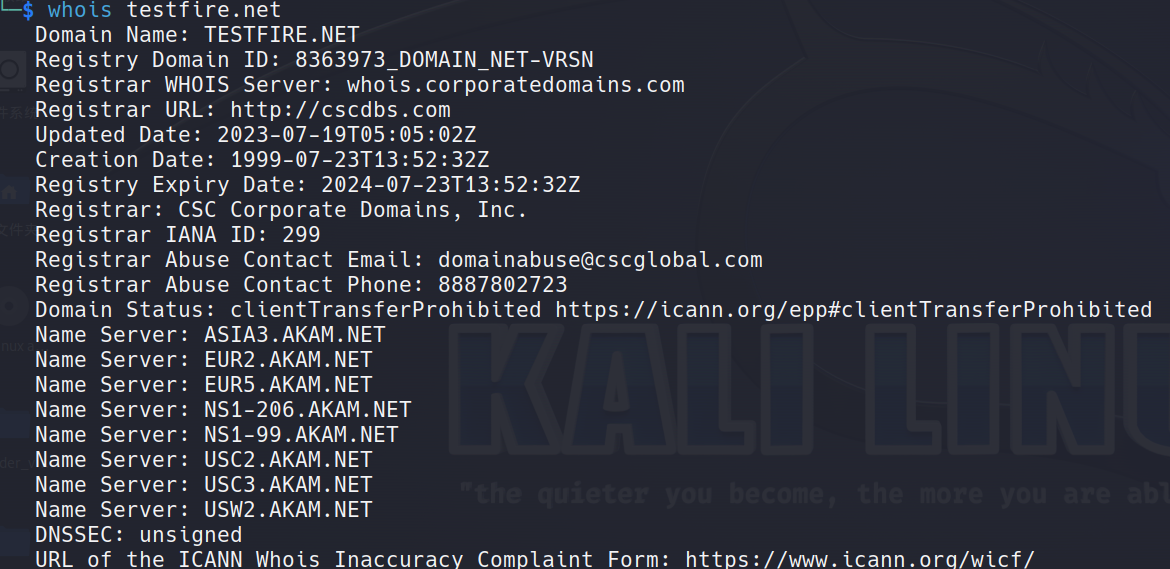 $ whois testfire.net
Domain Name: TESTFIRE.NET
Registry Domain ID: 8363973_DOMAIN_NET-VRSN
Registrar WHOIS Server: whois.corporatedomains.com
Registrar URL: http://cscdbs.com
Updated Date: 2023-07-19T05:05:02Z
Creation Date: 1999-07-23T13:52:32Z
Registry Expiry Date: 2024-07-23T13:52:32Z
Registrar: CSC Corporate Domains, Inc.
Registrar IANA ID: 299
Registrar Abuse Contact Email: domainabuse@cscglobal.com
Registrar Abuse Contact Phone: 8887802723
Domain Status: clientTransferProhibited https://icann.org/epp#clientTransferProhibited
Name Server: ASIA3.AKAM.NET
Name Server: EUR2.AKAM.NET
Name Server: EUR5.AKAM.NET
Name Server: NS1-206.AKAM.NET
Name Server: NS1-99.AKAM.NET
Name Server: USC2.AKAM.NET
Name Server: USC3.AKAM.NET
Name Server: USW2.AKAM.NET
DNSSEC: unsigned
URL of the ICANN Whois Inaccuracy Complaint Form: https://www.icann.org/wicf/
KALI LINU
"the quieter you become, the more you are abl